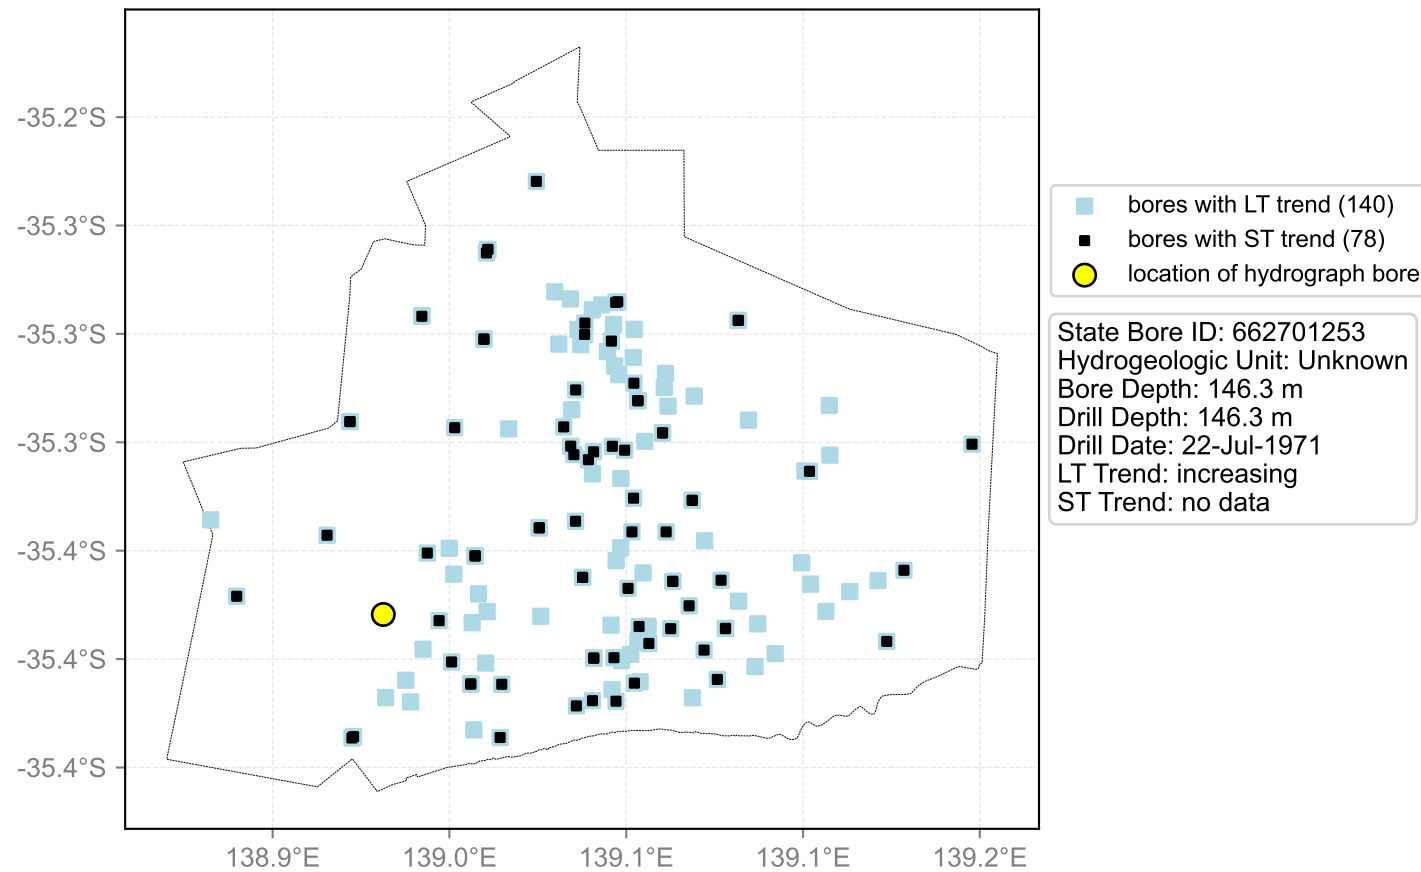 -35.2°S
-35.3°S
-35.3°S
-35.3°S
-35.4°S
-35.4°S
-35.4°S
138.9°E
139.0°E
139.1°E
139.1°E
139.2°E
bores with LT trend (140)
bores with ST trend (78)
location of hydrograph bore
State Bore ID: 662701253
Hydrogeologic Unit: Unknown
Bore Depth: 146.3 m
Drill Depth: 146.3 m
Drill Date: 22-Jul-1971
LT Trend: increasing
ST Trend: no data